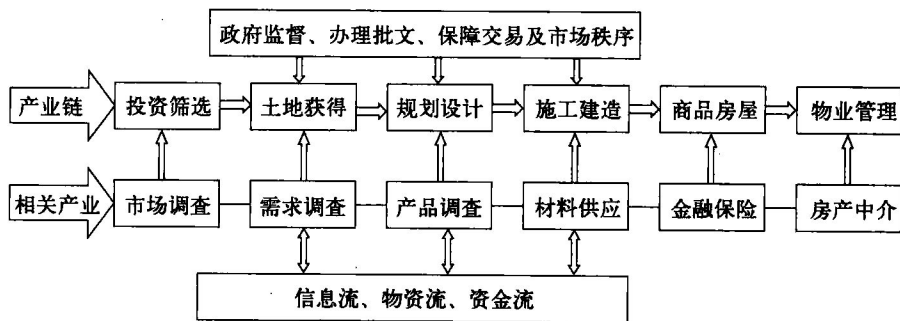 政府监督、办理批文、保障交易及市场秩序
产业链 投资筛选 土地获得 规划设计 施工建造 商品房屋 物业管理
相关产业 市场调查 需求调查 产品调查 材料供应 金融保险 房产中介
信息流、物资流、资金流